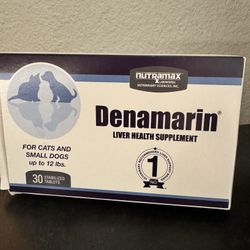 nutramax
LABORATORIES
VETERINARY SCIENCES, INC.
Denamarin®
LIVER HEALTH SUPPLEMENT
FOR CATS AND
SMALL DOGS
up to 12 lbs.
30 STABILIZED
TABLETS
1